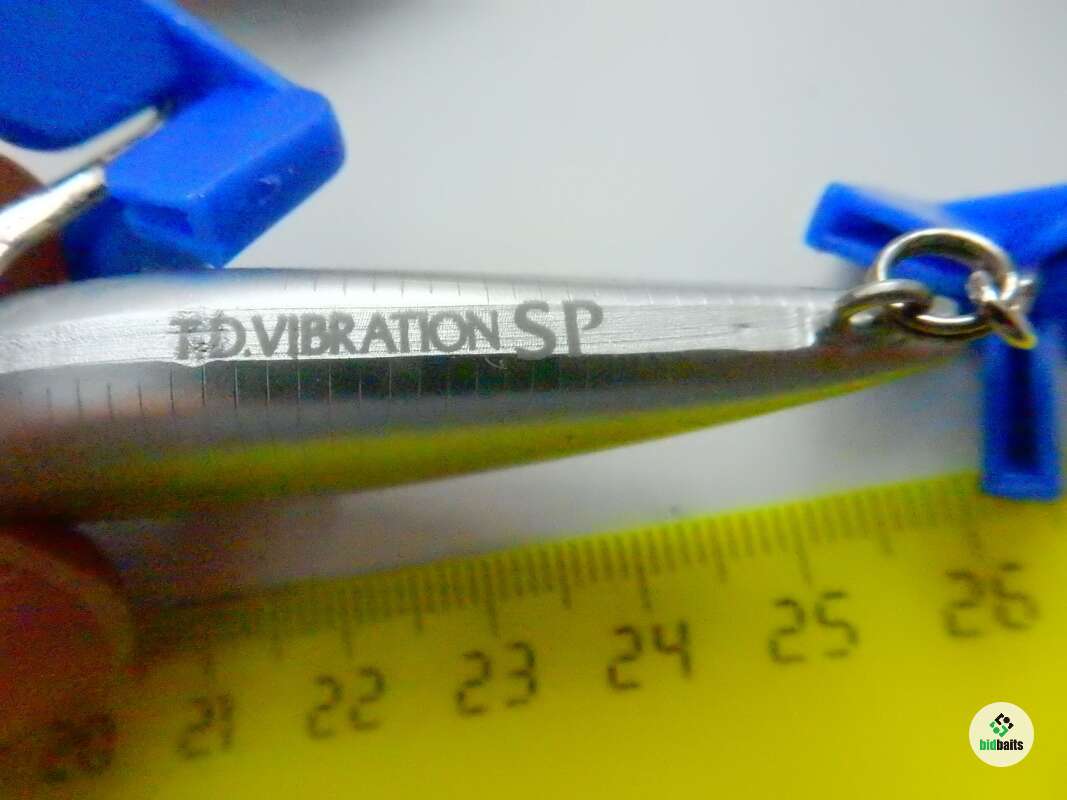 T.D.VIBRATION SP
20 21 22 23 24 25 26
bidbaits